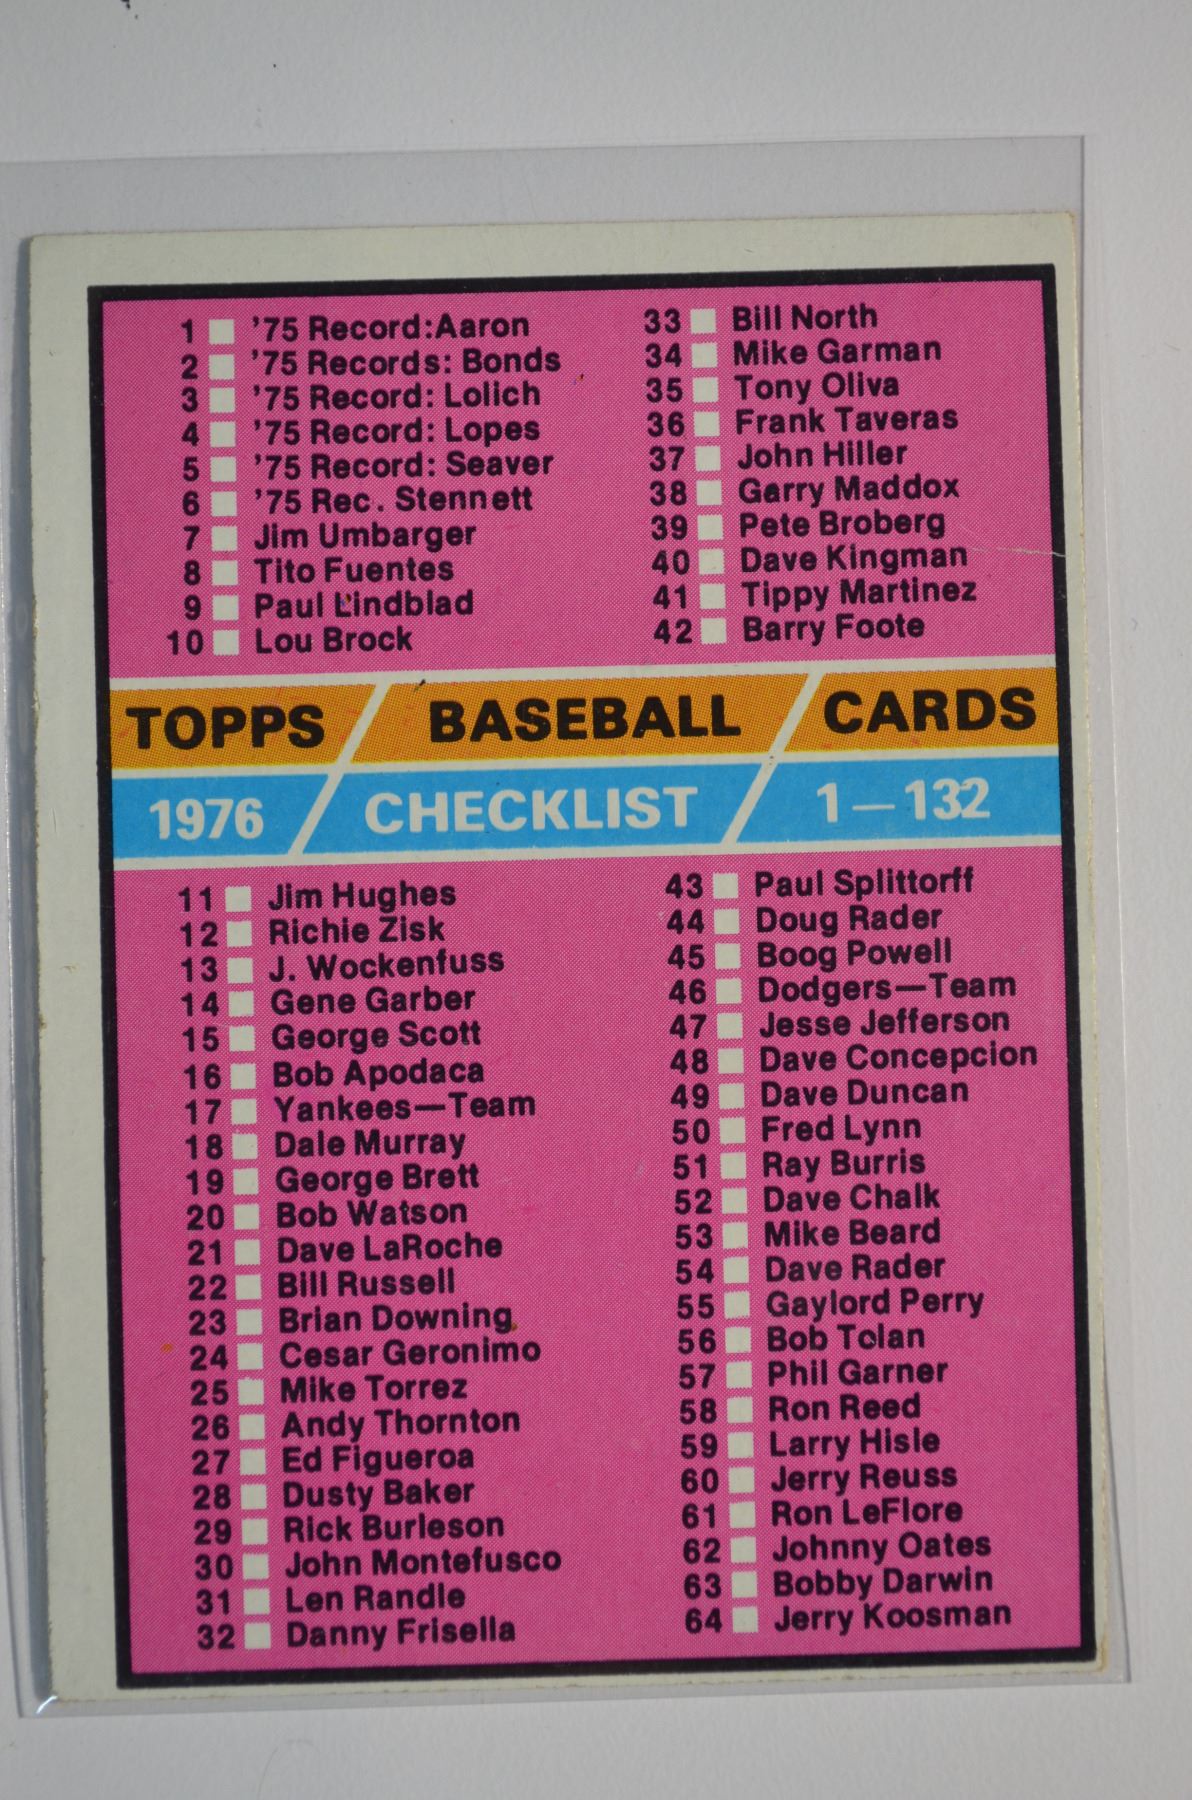 1 '75 Record:Aaron
2 '75 Records: Bonds
3 '75 Record: Lolich
4 '75 Record: Lopes
5 '75 Record: Seaver
6 '75 Rec. Stennett
7 Jim Umbarger
8 Tito Fuentes
9 Paul Lindblad
10 Lou Brock
33 Bill North
34 Mike Garman
35 Tony Oliva
36 Frank Taveras
37 John Hiller
38 Garry Maddox
39 Pete Broberg
40 Dave Kingman
41 Tippy Martinez
42 Barry Foote
TOPPS BASEBALL CARDS
1976 CHECKLIST 1—132
11 Jim Hughes
12 Richie Zisk
13 J. Wockenfuss
14 Gene Garber
15 George Scott
16 Bob Apodaca
17 Yankees—Team
18 Dale Murray
19 George Brett
20 Bob Watson
21 Dave LaRoche
22 Bill Russell
23 Brian Downing
24 Cesar Geronimo
25 Mike Torrez
26 Andy Thornton
27 Ed Figueroa
28 Dusty Baker
29 Rick Burleson
30 John Montefusco
31 Len Randle
32 Danny Frisella
43 Paul Splittorff
44 Doug Rader
45 Boog Powell
46 Dodgers—Team
47 Jesse Jefferson
48 Dave Concepcion
49 Dave Duncan
50 Fred Lynn
51 Ray Burris
52 Dave Chalk
53 Mike Beard
54 Dave Rader
55 Gaylord Perry
56 Bob Tolan
57 Phil Garner
58 Ron Reed
59 Larry Hisle
60 Jerry Reuss
61 Ron LeFlore
62 Johnny Oates
63 Bobby Darwin
64 Jerry Koosman